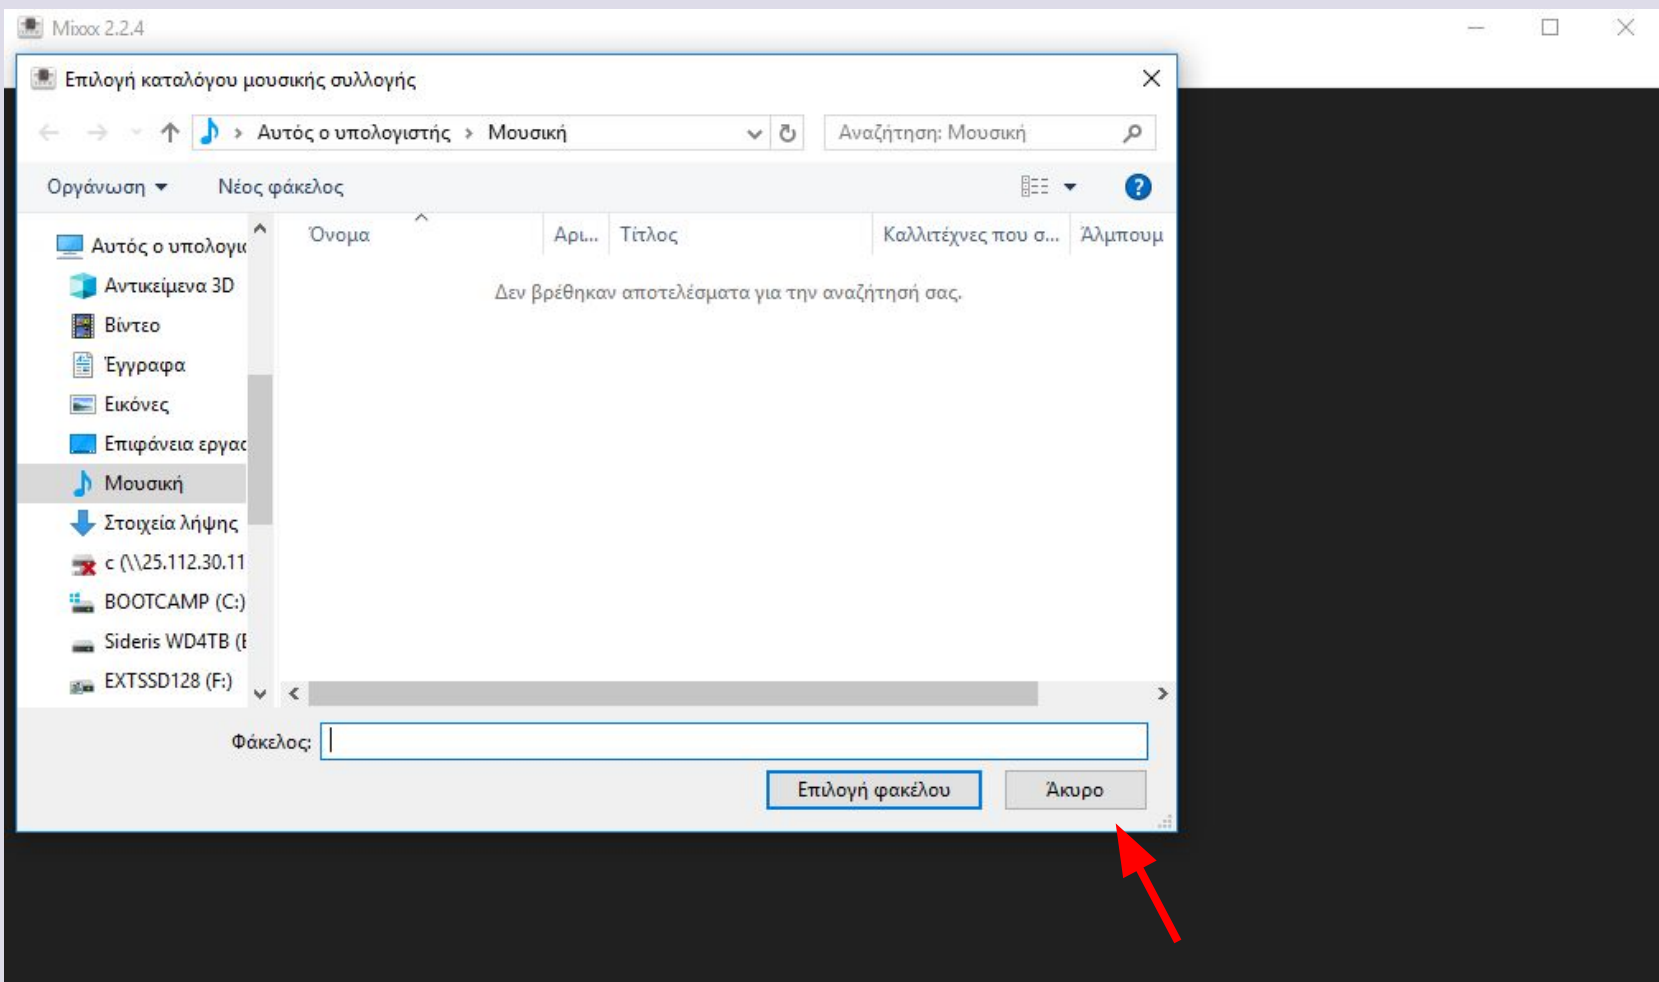 Mixxx 2.2.4
Επιλογή καταλόγου μουσικής συλλογής
Αυτός ο υπολογιστής > Μουσική
Αναζήτηση: Μουσική
Οργάνωση
Νέος φάκελος
Όνομα Αρι... Τίτλος Καλλιτέχνες που σ... Άλμπουμ
Δεν βρέθηκαν αποτελέσματα για την αναζήτησή σας.
Αυτός ο υπολογισ
Αντικείμενα 3D
Βίντεο
Έγγραφα
Εικόνες
Επιφάνεια εργασ
Μουσική
Στοιχεία λήψης
c (\\25.112.30.11
BOOTCAMP (C:)
Sideris WD4TB (E
EXTSSD128 (F:)
Φάκελος:
Επιλογή φακέλου
Άκυρο